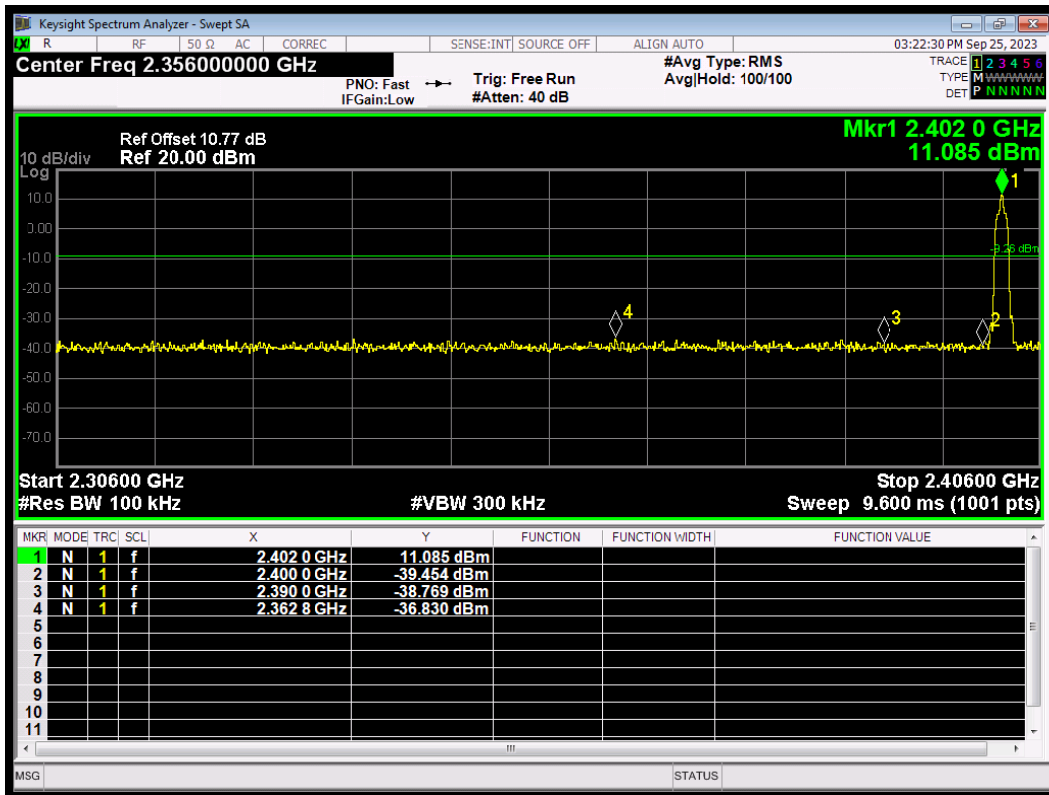 Keysight Spectrum Analyzer - Swept SA
LXI R RF 50 Ω AC CORREC SENSE:INT SOURCE OFF ALIGN AUTO 03:22:30 PM Sep 25, 2023
Center Freq 2.356000000 GHz
PNO: Fast
IFGain:Low
Trig: Free Run
#Atten: 40 dB
#Avg Type: RMS
Avg|Hold: 100/100
TRACE 1 2 3 4 5 6
TYPE M WWWWW
DET P N N N N N
Mkr1 2.402 0 GHz
11.085 dBm
Ref Offset 10.77 dB
10 dB/div Ref 20.00 dBm
Log
1
10.0
0.00
-9.26 dBm
-10.0
-20.0
-30.0
4
3
2
-40.0
-50.0
-60.0
-70.0
Start 2.30600 GHz Stop 2.40600 GHz
#Res BW 100 kHz #VBW 300 kHz Sweep 9.600 ms (1001 pts)
MKR MODE TRC SCL X Y FUNCTION FUNCTION WIDTH FUNCTION VALUE
1 N 1 f 2.402 0 GHz 11.085 dBm
2 N 1 f 2.400 0 GHz -39.454 dBm
3 N 1 f 2.390 0 GHz -38.769 dBm
4 N 1 f 2.362 8 GHz -36.830 dBm
5
6
7
8
9
10
11
MSG STATUS